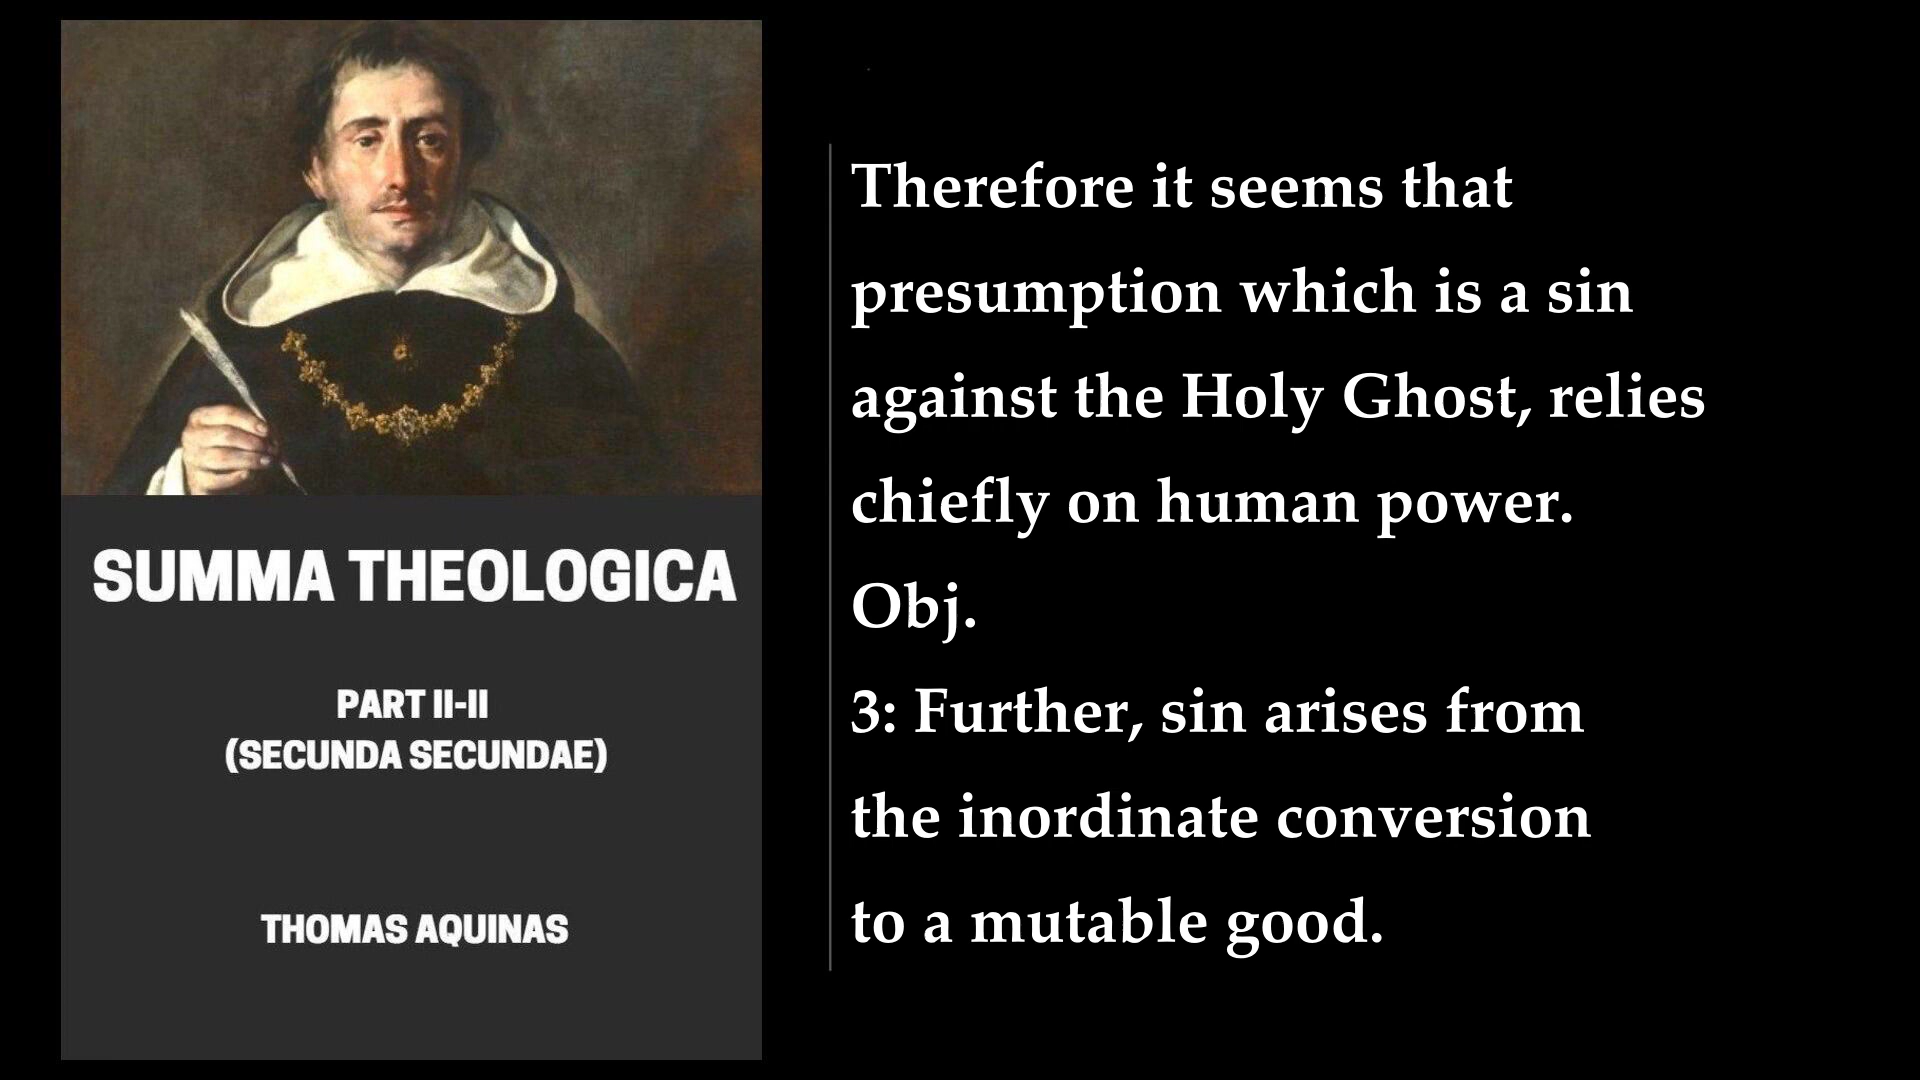 SUMMA THEOLOGICA
PART II-II
(SECUNDA SECUNDAE)
THOMAS AQUINAS
Therefore it seems that
presumption which is a sin
against the Holy Ghost, relies
chiefly on human power.
Obj.
3: Further, sin arises from
the inordinate conversion
to a mutable good.